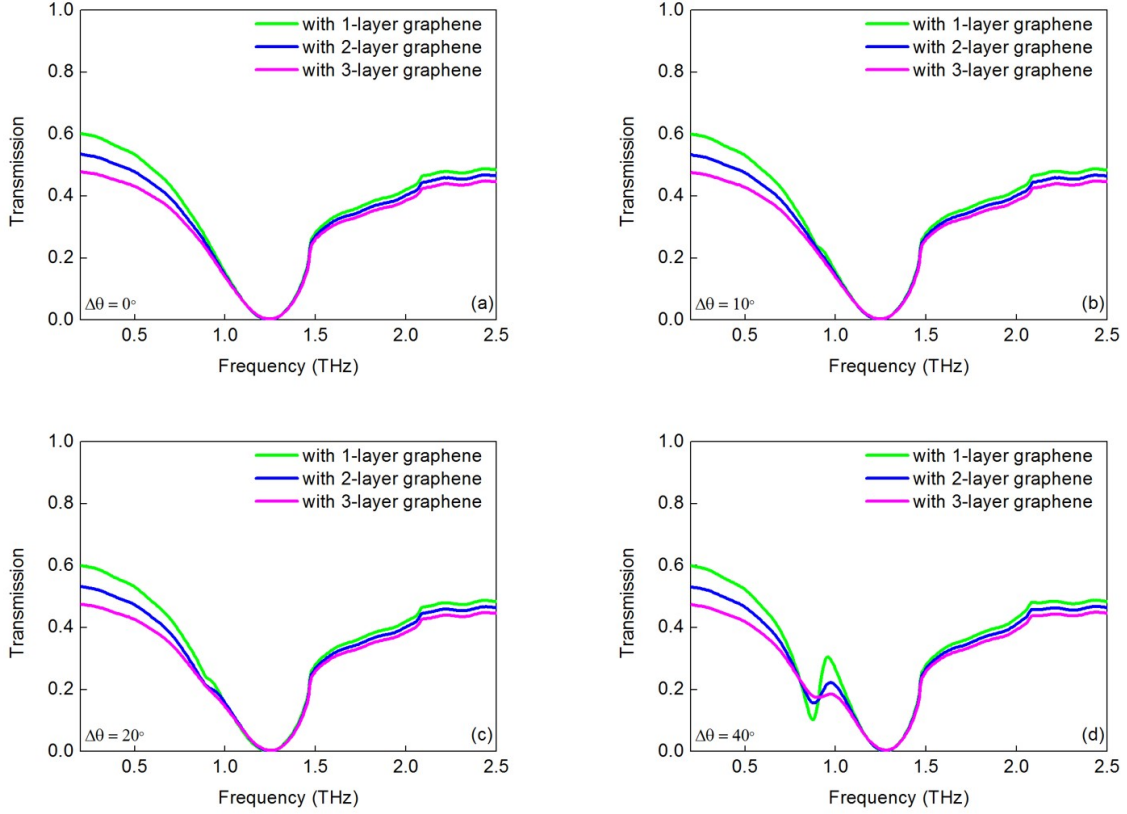 1.0
0.8
0.6
0.4
0.2
0.0
Transmission
with 1-layer graphene
with 2-layer graphene
with 3-layer graphene
Δθ = 0°
(a)
0.5 1.0 1.5 2.0 2.5
Frequency (THz)
1.0
0.8
0.6
0.4
0.2
0.0
Transmission
with 1-layer graphene
with 2-layer graphene
with 3-layer graphene
Δθ = 10°
(b)
0.5 1.0 1.5 2.0 2.5
Frequency (THz)
1.0
0.8
0.6
0.4
0.2
0.0
Transmission
with 1-layer graphene
with 2-layer graphene
with 3-layer graphene
Δθ = 20°
(c)
0.5 1.0 1.5 2.0 2.5
Frequency (THz)
1.0
0.8
0.6
0.4
0.2
0.0
Transmission
with 1-layer graphene
with 2-layer graphene
with 3-layer graphene
Δθ = 40°
(d)
0.5 1.0 1.5 2.0 2.5
Frequency (THz)